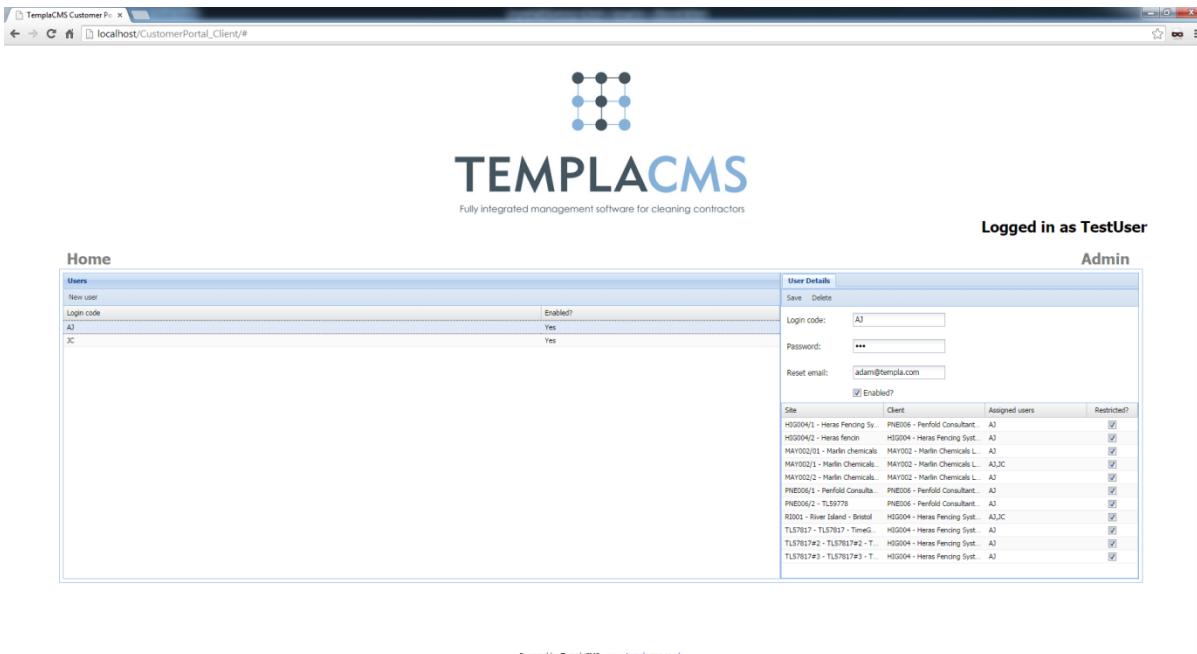 TemplaCMS Customer Po
localhost/CustomerPortal_Client/#
TEMPLACMS
Fully integrated management software for cleaning contractors
Logged in as TestUser
Home Admin
Users
New user
Login code Enabled?
AJ Yes
JC Yes
User Details
Save Delete
Login code: AJ
Password: •••
Reset email: adam@templa.com
Enabled?
Site Client Assigned users Restricted?
HIG004/1 - Heras Fencing Sy... PNE006 - Penfold Consultant... AJ
HIG004/2 - Heras fencin HIG004 - Heras Fencing Syst... AJ
MAY002/01 - Marlin chemicals MAY002 - Marlin Chemicals L... AJ
MAY002/1 - Marlin Chemicals... MAY002 - Marlin Chemicals L... AJ,JC
MAY002/2 - Marlin Chemicals... MAY002 - Marlin Chemicals L... AJ
PNE006/1 - Penfold Consulta... PNE006 - Penfold Consultant... AJ
PNE006/2 - TL59778 PNE006 - Penfold Consultant... AJ
RI001 - River Island - Bristol HIG004 - Heras Fencing Syst... AJ,JC
TL57817 - TL57817 - TimeG... HIG004 - Heras Fencing Syst... AJ
TL57817#2 - TL57817#2 - T... HIG004 - Heras Fencing Syst... AJ
TL57817#3 - TL57817#3 - T... HIG004 - Heras Fencing Syst... AJ